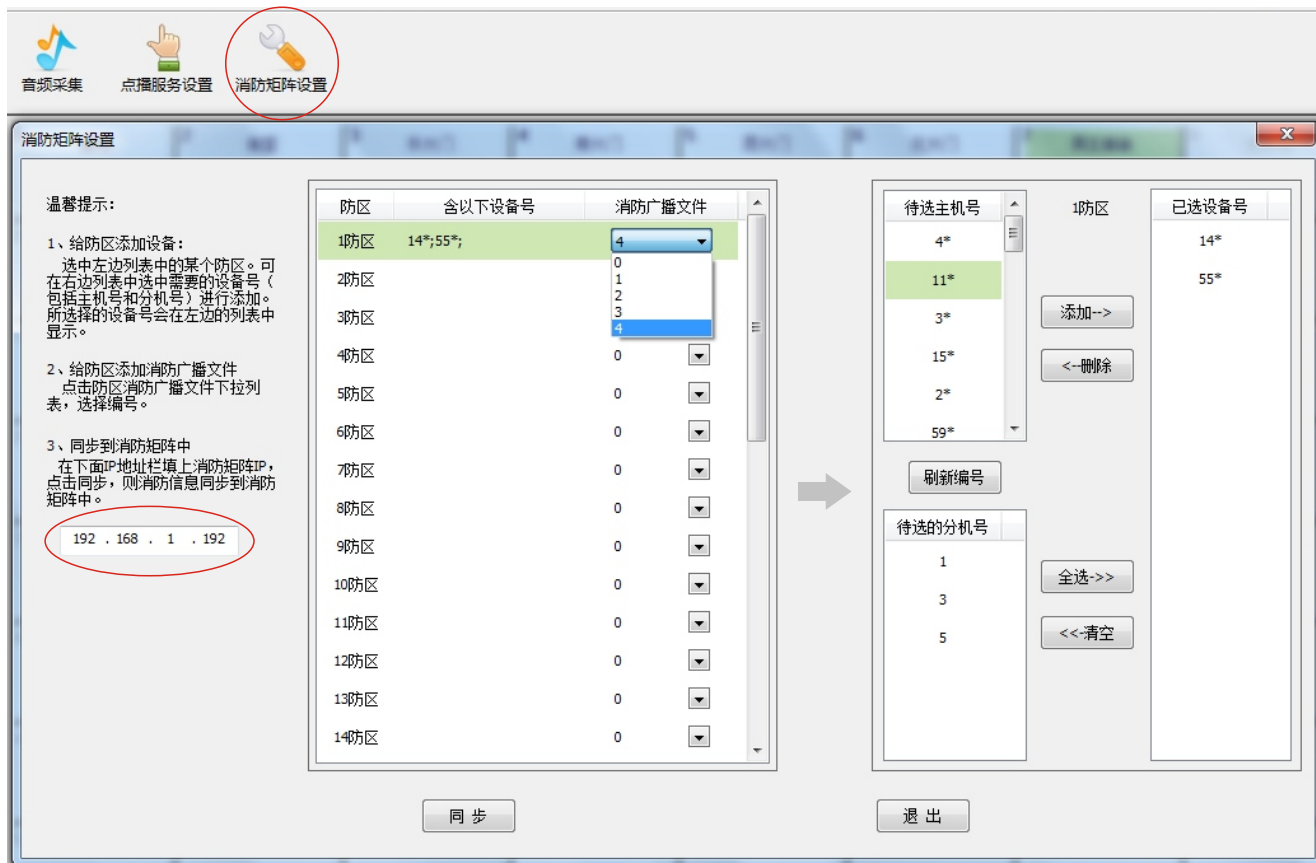 音频采集 点播服务设置 消防矩阵设置
消防矩阵设置
温馨提示:
1、给防区添加设备:
选中左边列表中的某个防区。可
在右边列表中选中需要的设备号(
包括主机号和分机号)进行添加。
所选择的设备号会在左边的列表中
显示。
2、给防区添加消防广播文件
点击防区消防广播文件下拉列
表,选择编号。
3、同步到消防矩阵中
在下面IP地址栏填上消防矩阵IP,
点击同步,则消防信息同步到消防
矩阵中。
192 . 168 . 1 . 192
防区 含以下设备号 消防广播文件
1防区 14*;55*; 4
0
1
2
3
4
2防区
3防区
4防区 0
5防区 0
6防区 0
7防区 0
8防区 0
9防区 0
10防区 0
11防区 0
12防区 0
13防区 0
14防区 0
待选主机号
4*
11*
3*
15*
2*
59*
刷新编号
待选的分机号
1
3
5
1防区
添加-->
<--删除
全选->>
<<-清空
已选设备号
14*
55*
同 步
退 出